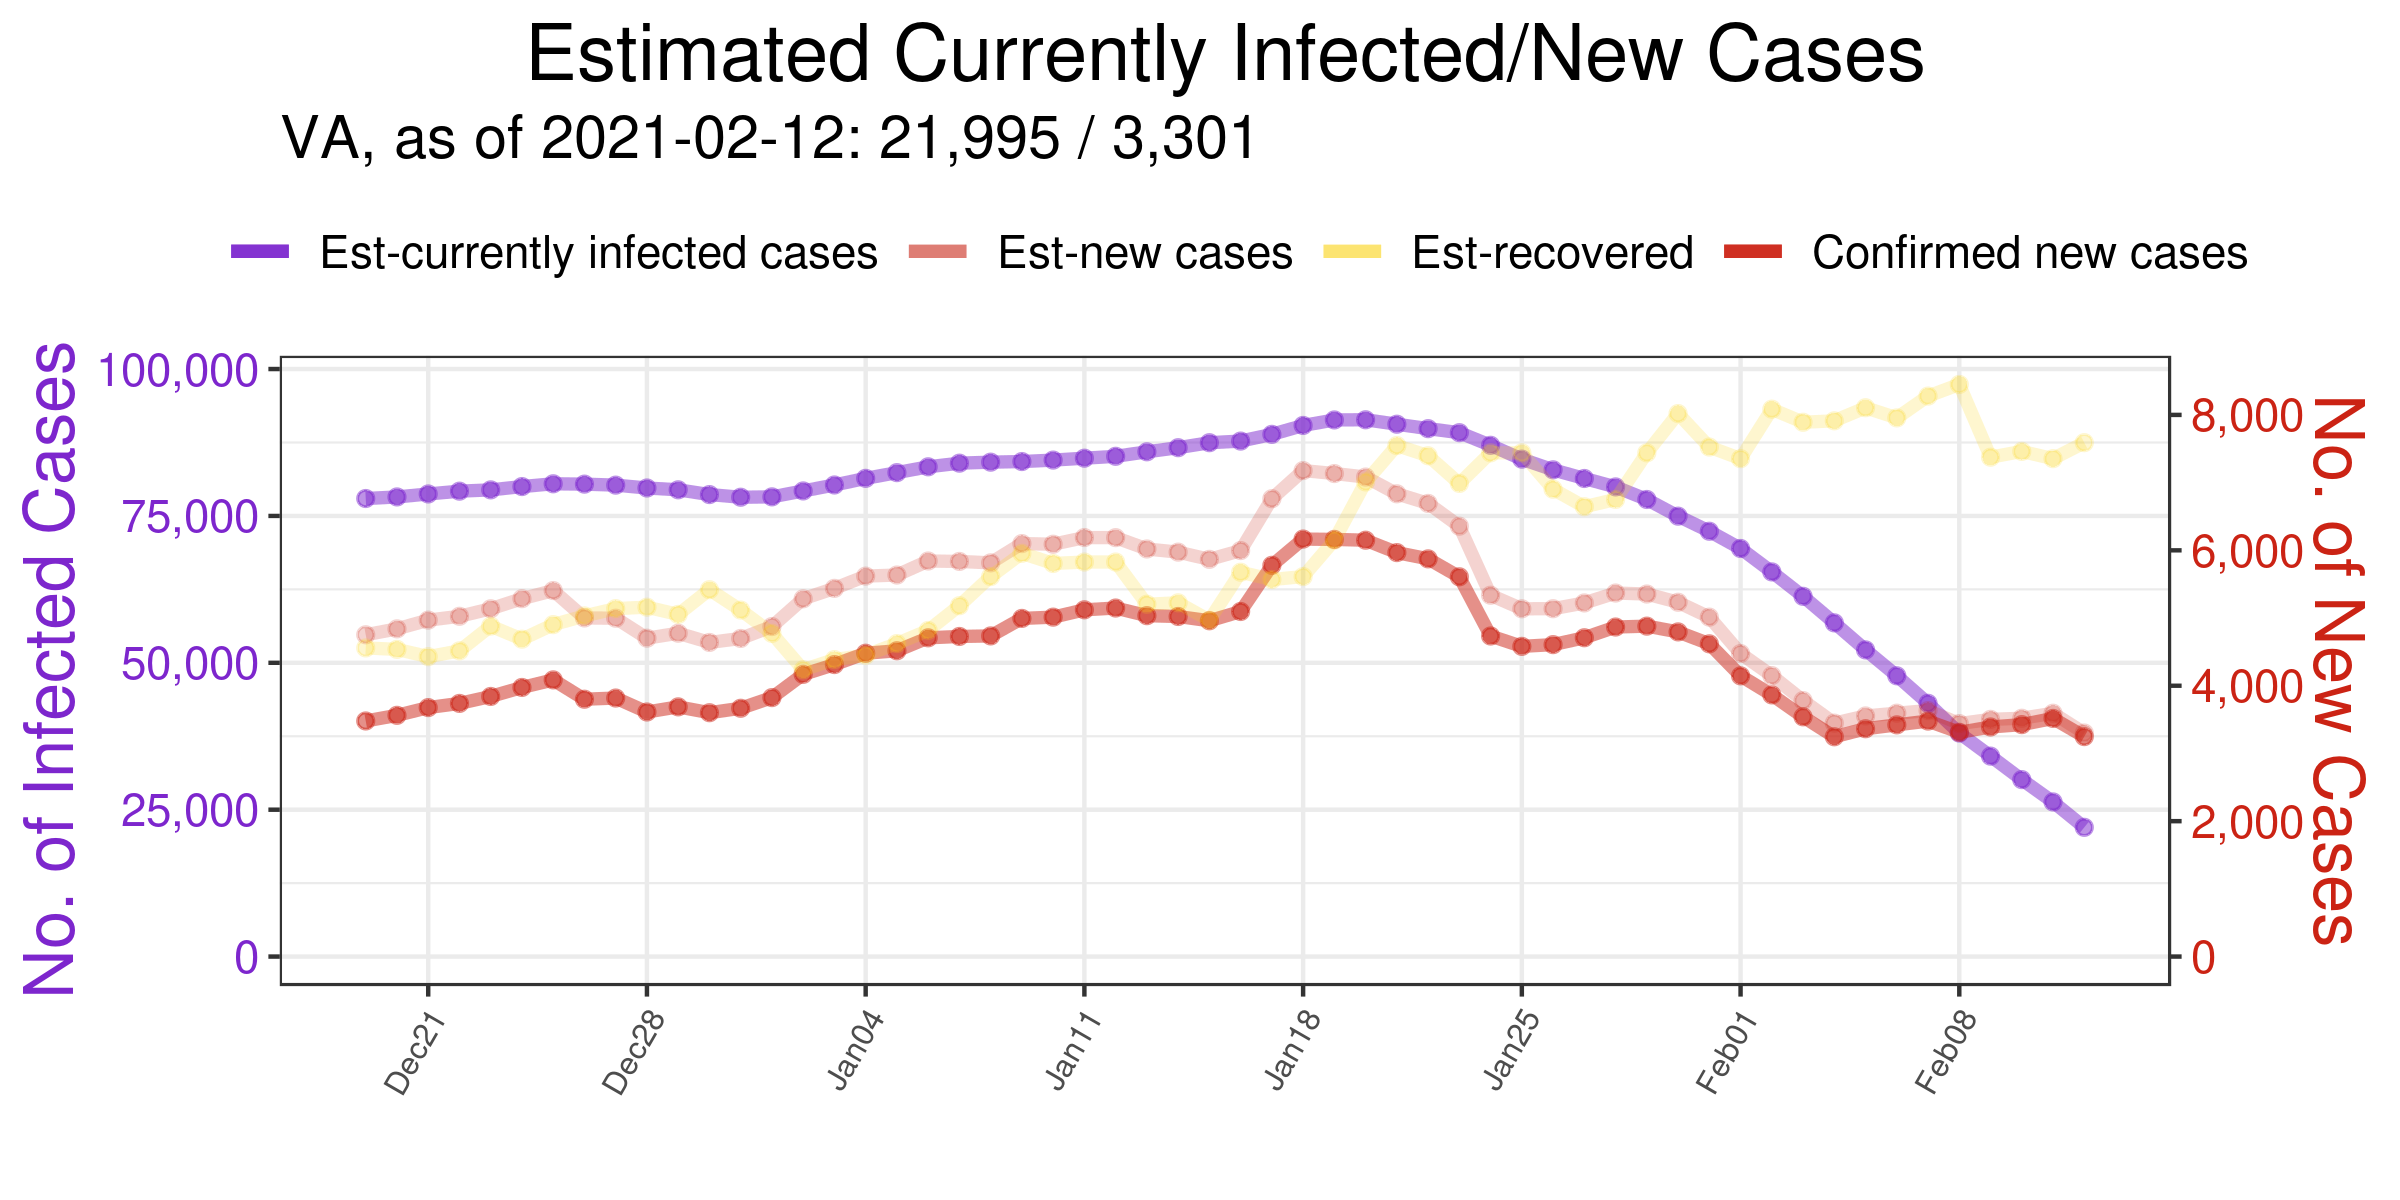 Estimated Currently Infected/New Cases
VA, as of 2021-02-12: 21,995 / 3,301
Est-currently infected cases
Est-new cases
Est-recovered
Confirmed new cases
No. of Infected Cases
100,000
75,000
50,000
25,000
0
8,000
6,000
4,000
2,000
0
No. of New Cases
Dec21
Dec28
Jan04
Jan11
Jan18
Jan25
Feb01
Feb08